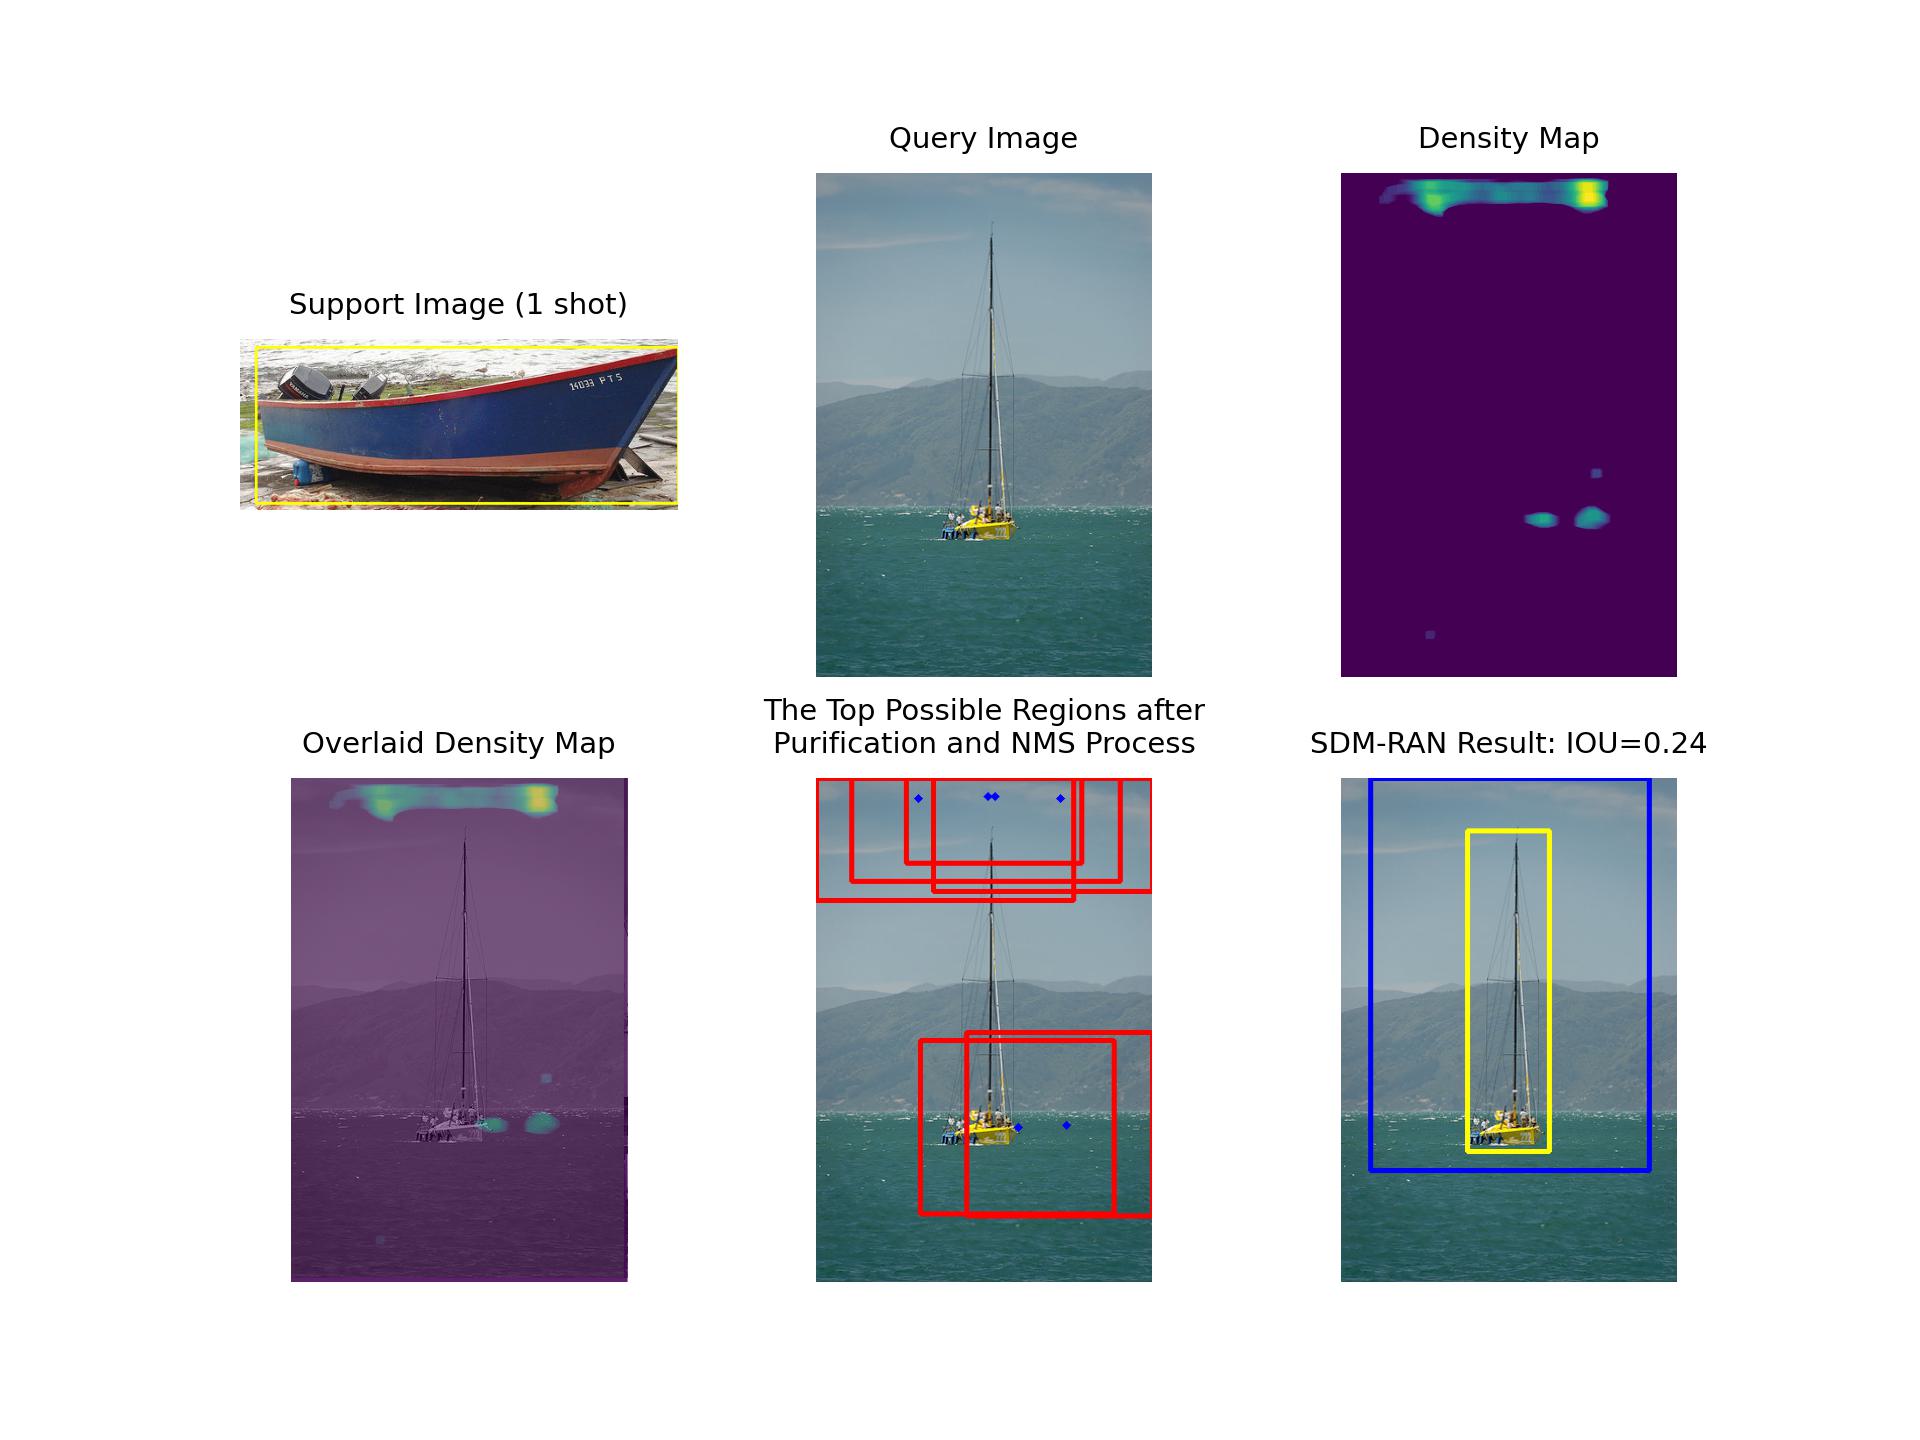 Query Image
Density Map
Support Image (1 shot)
YAMAHA
14033 PTS
Overlaid Density Map
The Top Possible Regions after
Purification and NMS Process
SDM-RAN Result: IOU=0.24